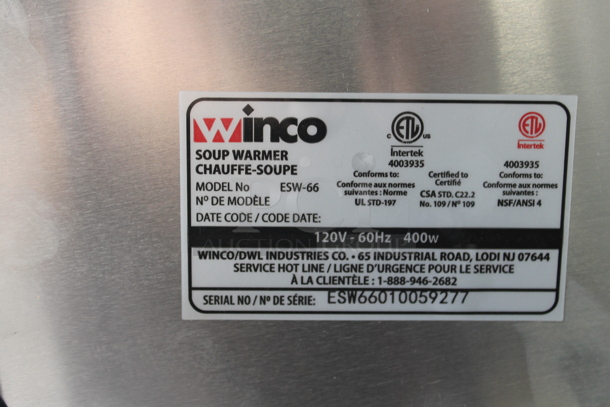 Winco
SOUP WARMER
CHAUFFE-SOUPE
MODEL No ESW-66
Nº DE MODÈLE
DATE CODE / CODE DATE:
C ETL US
Intertek
4003935
Conforms to:
Conforme aux normes
suivantes : Norme
UL STD-197
Certified to
Certifié
CSA STD. C22.2
No. 109 / Nº 109
ETL
Intertek
4003935
Conforms to:
Conforme aux normes
suivantes :
NSF/ANSI 4
120V - 60Hz 400w
WINCO/DWL INDUSTRIES CO. • 65 INDUSTRIAL ROAD, LODI NJ 07644
SERVICE HOT LINE / LIGNE D'URGENCE POUR LE SERVICE
À LA CLIENTÈLE : 1-888-946-2682
SERIAL NO / Nº DE SÉRIE: ESW66010059277